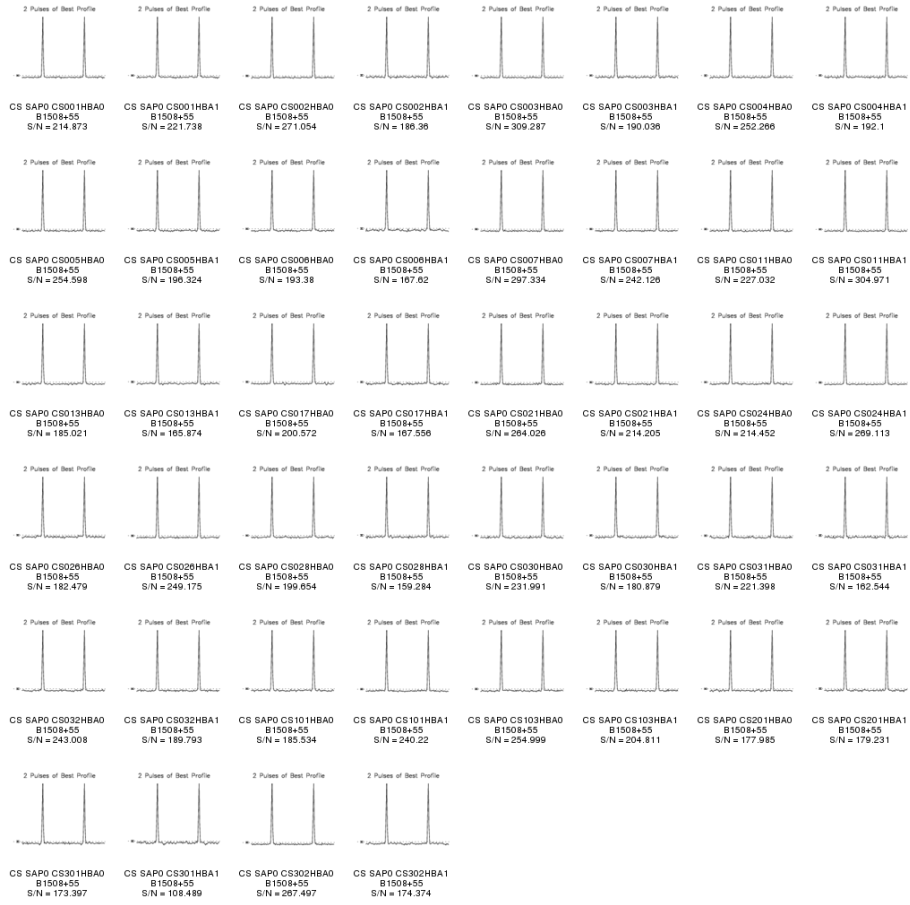 2 Pulses of Best Profile 2 Pulses of Best Profile 2 Pulses of Best Profile 2 Pulses of Best Profile 2 Pulses of Best Profile 2 Pulses of Best Profile 2 Pulses of Best Profile 2 Pulses of Best Profile
CS SAP0 CS001HBA0 CS SAP0 CS001HBA1 CS SAP0 CS002HBA0 CS SAP0 CS002HBA1 CS SAP0 CS003HBA0 CS SAP0 CS003HBA1 CS SAP0 CS004HBA0 CS SAP0 CS004HBA1
B1508+55 B1508+55 B1508+55 B1508+55 B1508+55 B1508+55 B1508+55 B1508+55
S/N = 214.873 S/N = 221.738 S/N = 271.054 S/N = 186.36 S/N = 309.287 S/N = 190.036 S/N = 252.266 S/N = 192.1
2 Pulses of Best Profile 2 Pulses of Best Profile 2 Pulses of Best Profile 2 Pulses of Best Profile 2 Pulses of Best Profile 2 Pulses of Best Profile 2 Pulses of Best Profile 2 Pulses of Best Profile
CS SAP0 CS005HBA0 CS SAP0 CS005HBA1 CS SAP0 CS006HBA0 CS SAP0 CS006HBA1 CS SAP0 CS007HBA0 CS SAP0 CS007HBA1 CS SAP0 CS011HBA0 CS SAP0 CS011HBA1
B1508+55 B1508+55 B1508+55 B1508+55 B1508+55 B1508+55 B1508+55 B1508+55
S/N = 254.598 S/N = 196.324 S/N = 193.38 S/N = 167.62 S/N = 297.334 S/N = 242.126 S/N = 227.032 S/N = 304.971
2 Pulses of Best Profile 2 Pulses of Best Profile 2 Pulses of Best Profile 2 Pulses of Best Profile 2 Pulses of Best Profile 2 Pulses of Best Profile 2 Pulses of Best Profile 2 Pulses of Best Profile
CS SAP0 CS013HBA0 CS SAP0 CS013HBA1 CS SAP0 CS017HBA0 CS SAP0 CS017HBA1 CS SAP0 CS021HBA0 CS SAP0 CS021HBA1 CS SAP0 CS024HBA0 CS SAP0 CS024HBA1
B1508+55 B1508+55 B1508+55 B1508+55 B1508+55 B1508+55 B1508+55 B1508+55
S/N = 185.021 S/N = 165.874 S/N = 200.572 S/N = 167.556 S/N = 264.026 S/N = 214.205 S/N = 214.452 S/N = 269.113
2 Pulses of Best Profile 2 Pulses of Best Profile 2 Pulses of Best Profile 2 Pulses of Best Profile 2 Pulses of Best Profile 2 Pulses of Best Profile 2 Pulses of Best Profile 2 Pulses of Best Profile
CS SAP0 CS026HBA0 CS SAP0 CS026HBA1 CS SAP0 CS028HBA0 CS SAP0 CS028HBA1 CS SAP0 CS030HBA0 CS SAP0 CS030HBA1 CS SAP0 CS031HBA0 CS SAP0 CS031HBA1
B1508+55 B1508+55 B1508+55 B1508+55 B1508+55 B1508+55 B1508+55 B1508+55
S/N = 182.479 S/N = 249.175 S/N = 199.654 S/N = 159.284 S/N = 231.991 S/N = 180.879 S/N = 221.398 S/N = 162.544
2 Pulses of Best Profile 2 Pulses of Best Profile 2 Pulses of Best Profile 2 Pulses of Best Profile 2 Pulses of Best Profile 2 Pulses of Best Profile 2 Pulses of Best Profile 2 Pulses of Best Profile
CS SAP0 CS032HBA0 CS SAP0 CS032HBA1 CS SAP0 CS101HBA0 CS SAP0 CS101HBA1 CS SAP0 CS103HBA0 CS SAP0 CS103HBA1 CS SAP0 CS201HBA0 CS SAP0 CS201HBA1
B1508+55 B1508+55 B1508+55 B1508+55 B1508+55 B1508+55 B1508+55 B1508+55
S/N = 243.008 S/N = 189.793 S/N = 185.534 S/N = 240.22 S/N = 254.999 S/N = 204.811 S/N = 177.985 S/N = 179.231
2 Pulses of Best Profile 2 Pulses of Best Profile 2 Pulses of Best Profile 2 Pulses of Best Profile
CS SAP0 CS301HBA0 CS SAP0 CS301HBA1 CS SAP0 CS302HBA0 CS SAP0 CS302HBA1
B1508+55 B1508+55 B1508+55 B1508+55
S/N = 173.397 S/N = 108.489 S/N = 267.497 S/N = 174.374